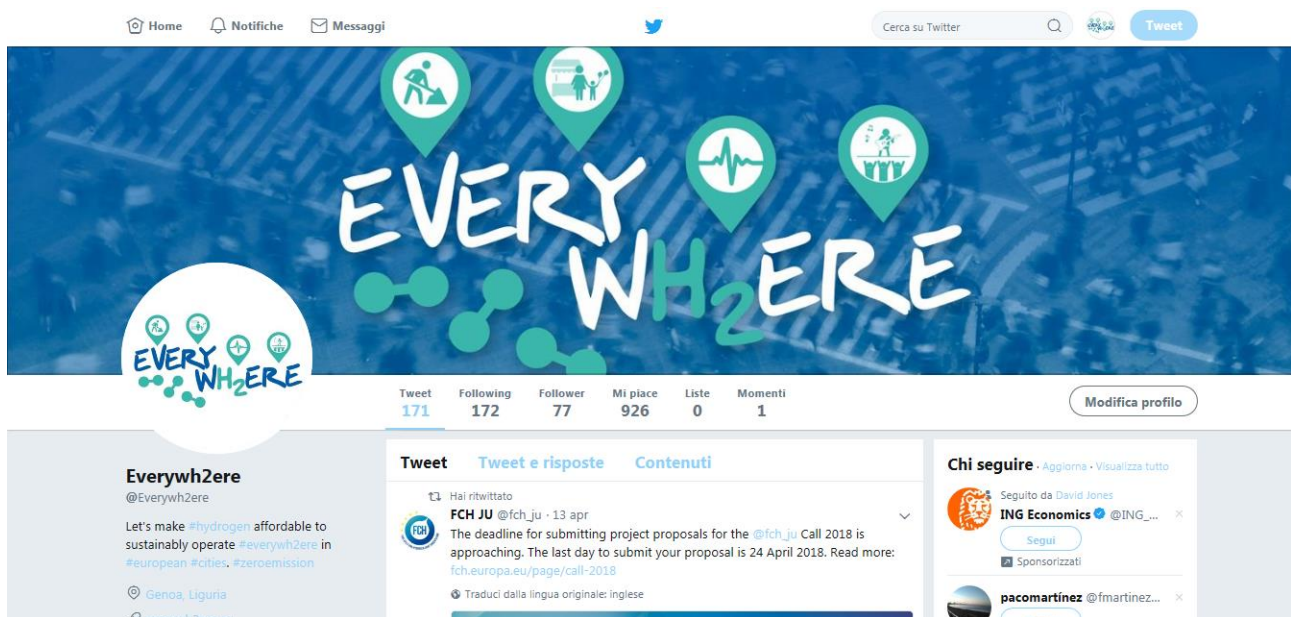 Home Notifiche Messaggi Cerca su Twitter Tweet
EVERY
WH2ERE
EVERY
WH2ERE
Tweet Following Follower Mi piace Liste Momenti
171 172 77 926 0 1
Modifica profilo
Everywh2ere
@Everywh2ere
Let's make #hydrogen affordable to
sustainably operate #everywh2ere in
#european #cities. #zeroemission
Genoa, Liguria
Tweet Tweet e risposte Contenuti
Hai ritwittato
FCH JU @fch_ju · 13 apr
FCH
The deadline for submitting project proposals for the @fch_ju Call 2018 is
approaching. The last day to submit your proposal is 24 April 2018. Read more:
fch.europa.eu/page/call-2018
Traduci dalla lingua originale: inglese
Chi seguire · Aggiorna · Visualizza tutto
Seguito da David Jones
ING Economics @ING_...
Segui
Sponsorizzati
pacomartínez @fmartinez...